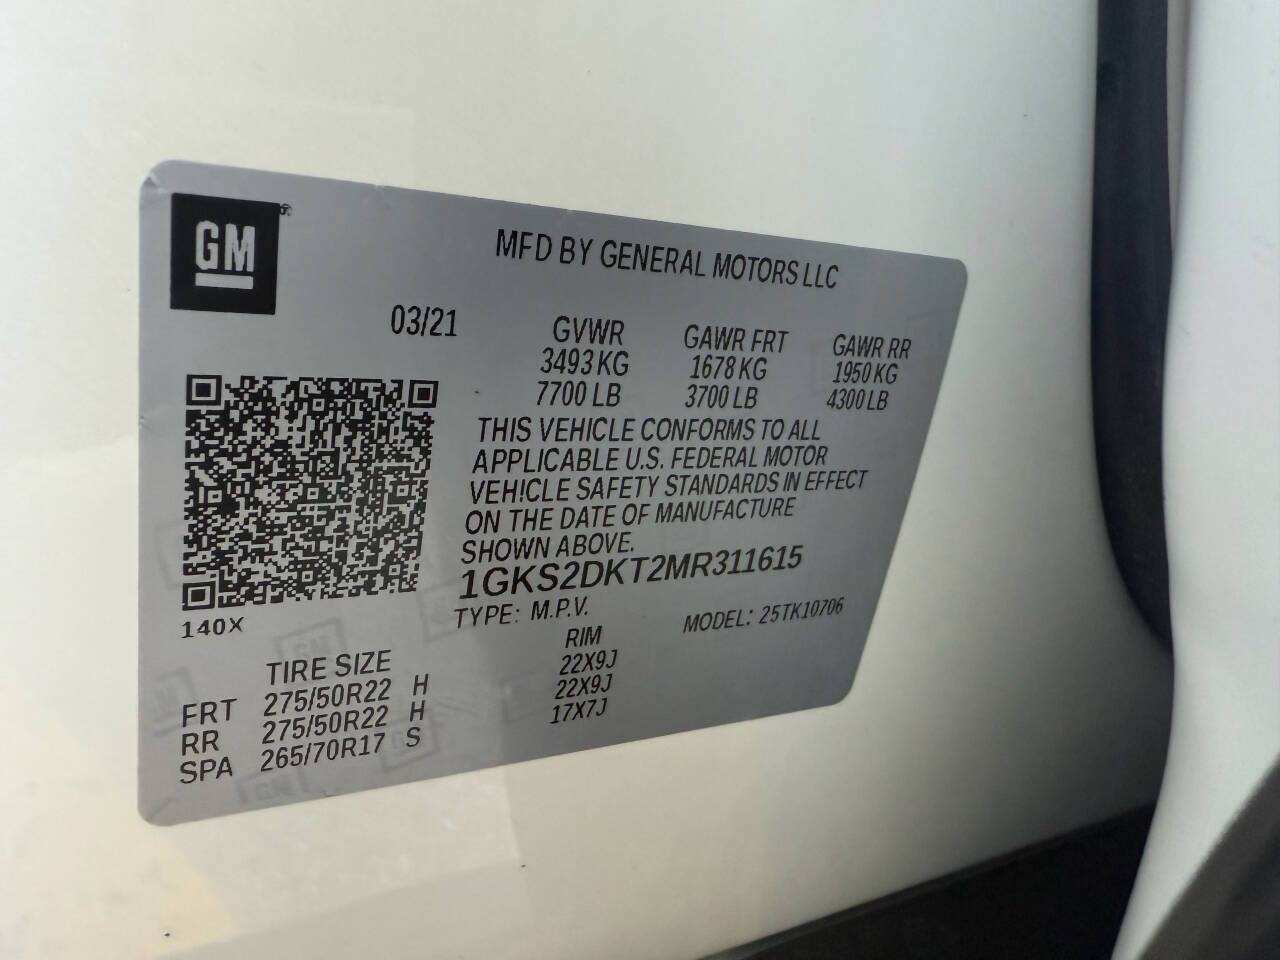 GM
MFD BY GENERAL MOTORS LLC
03/21
GVWR GAWR FRT GAWR RR
3493 KG 1678 KG 1950 KG
7700 LB 3700 LB 4300 LB
THIS VEHICLE CONFORMS TO ALL
APPLICABLE U.S. FEDERAL MOTOR
VEHICLE SAFETY STANDARDS IN EFFECT
ON THE DATE OF MANUFACTURE
SHOWN ABOVE.
1GKS2DKT2MR311615
TYPE: M.P.V. MODEL: 25TK10706
140X
TIRE SIZE RIM
FRT 275/50R22 H 22X9J
RR 275/50R22 H 22X9J
SPA 265/70R17 S 17X7J